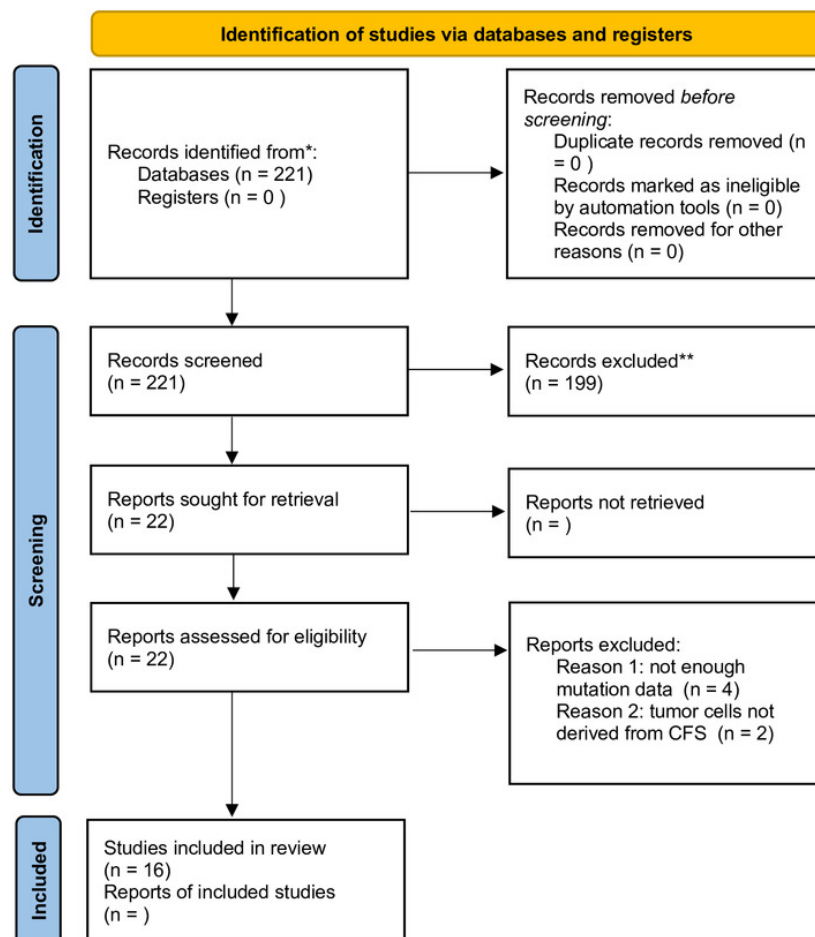 Identification of studies via databases and registers
Identification
Records identified from*:
Databases (n = 221)
Registers (n = 0 )
Records removed before
screening:
Duplicate records removed (n
= 0 )
Records marked as ineligible
by automation tools (n = 0)
Records removed for other
reasons (n = 0)
Screening
Records screened
(n = 221)
Records excluded**
(n = 199)
Reports sought for retrieval
(n = 22)
Reports not retrieved
(n = )
Reports assessed for eligibility
(n = 22)
Reports excluded:
Reason 1: not enough
mutation data (n = 4)
Reason 2: tumor cells not
derived from CFS (n = 2)
Included
Studies included in review
(n = 16)
Reports of included studies
(n = )